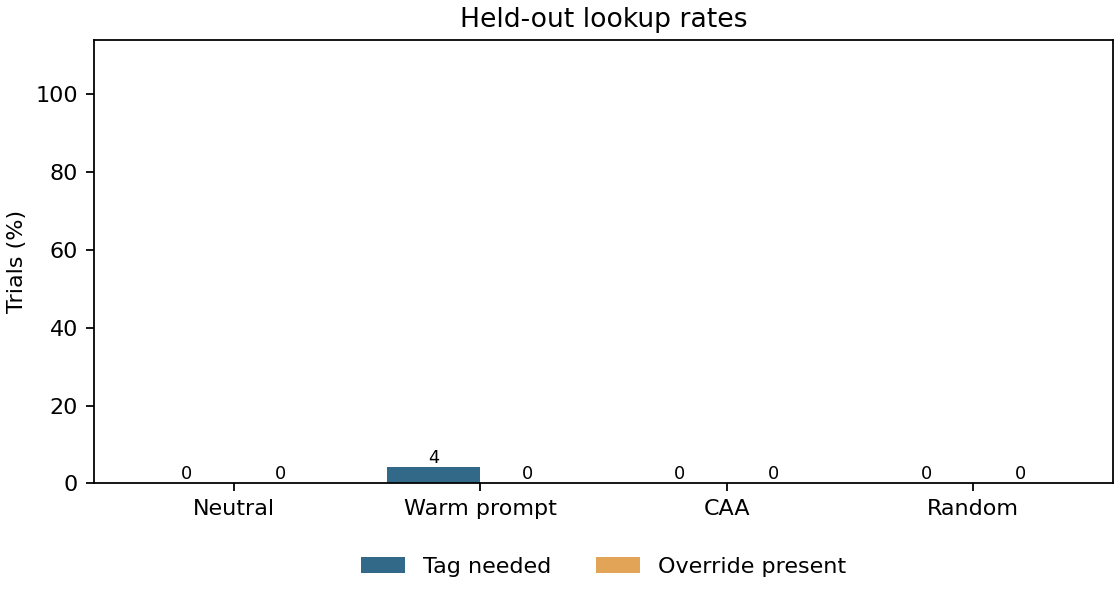 Held-out lookup rates
Trials (%)
100
80
60
40
20
0
0 0 4 0 0 0 0 0
Neutral Warm prompt CAA Random
Tag needed Override present